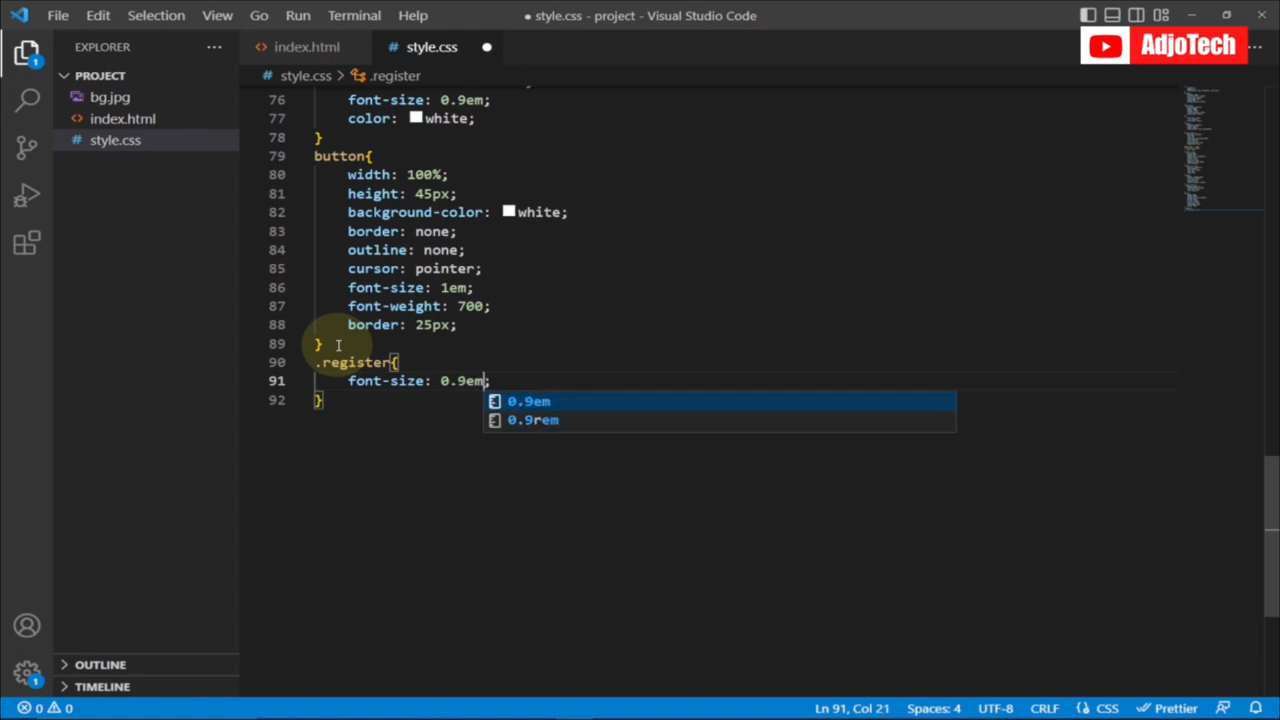 File Edit Selection View Go Run Terminal Help
● style.css - project - Visual Studio Code
AdjoTech
EXPLORER
PROJECT
bg.jpg
index.html
style.css
index.html
style.css
style.css > .register
76 font-size: 0.9em;
77 color: white;
78 }
79 button{
80 width: 100%;
81 height: 45px;
82 background-color: white;
83 border: none;
84 outline: none;
85 cursor: pointer;
86 font-size: 1em;
87 font-weight: 700;
88 border: 25px;
89 }
90 .register{
91 font-size: 0.9em;
92 }
0.9em
0.9rem
1
1
OUTLINE
TIMELINE
0 0
Ln 91, Col 21 Spaces: 4 UTF-8 CRLF CSS Prettier